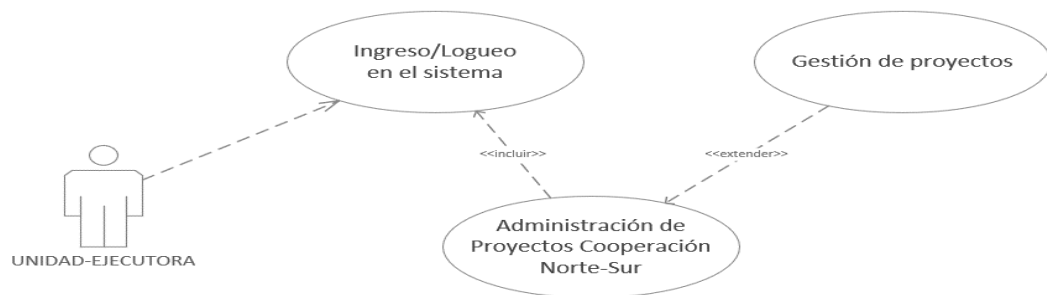 Ingreso/Logueo
en el sistema
Gestión de proyectos
<<incluir>>
<<extender>>
Administración de
Proyectos Cooperación
Norte-Sur
UNIDAD-EJECUTORA